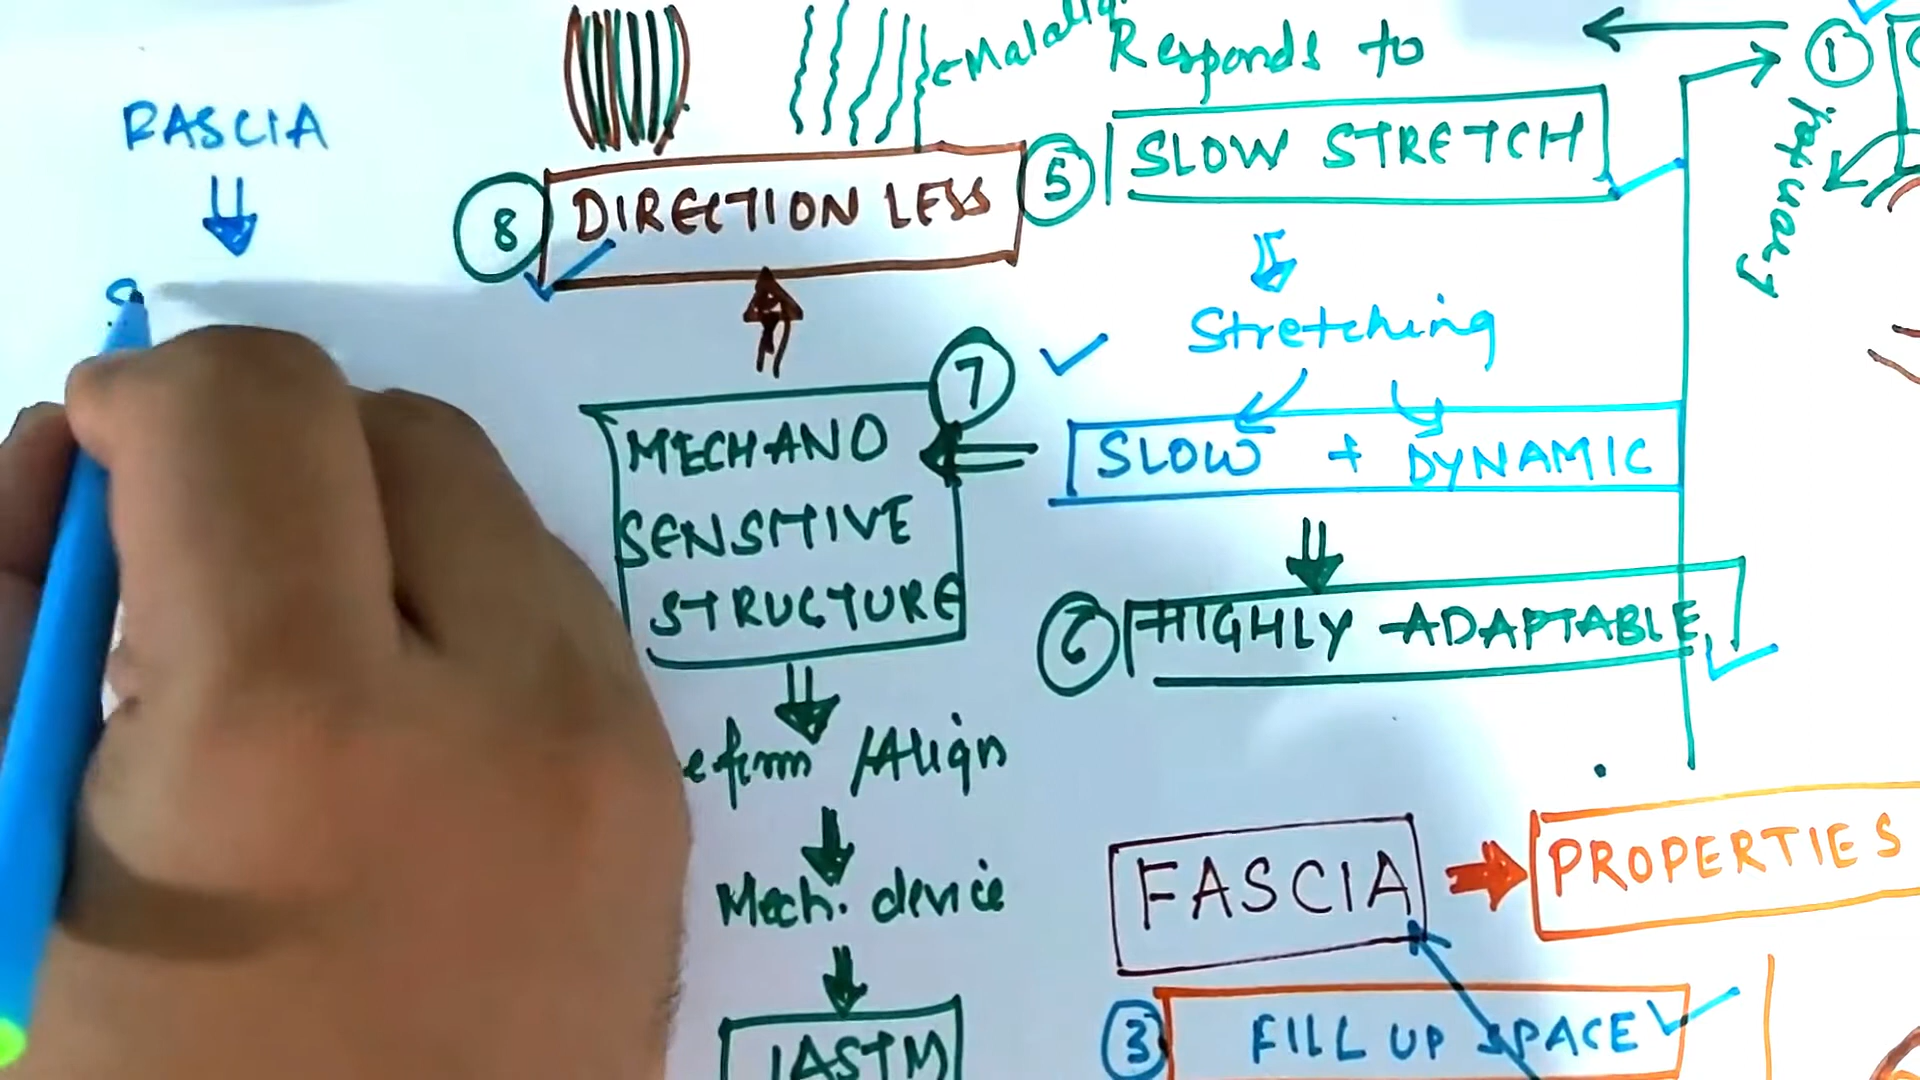 Responds to
①
FASCIA
⑧ DIRECTION LESS
⑤ SLOW STRETCH
Stretching
⑦
MECHANO
SENSITIVE
STRUCTURE
SLOW + DYNAMIC
⑥ HIGHLY ADAPTABLE
/Align
Mech. device
IASTM
FASCIA
PROPERTIES
③ FILL UP SPACE